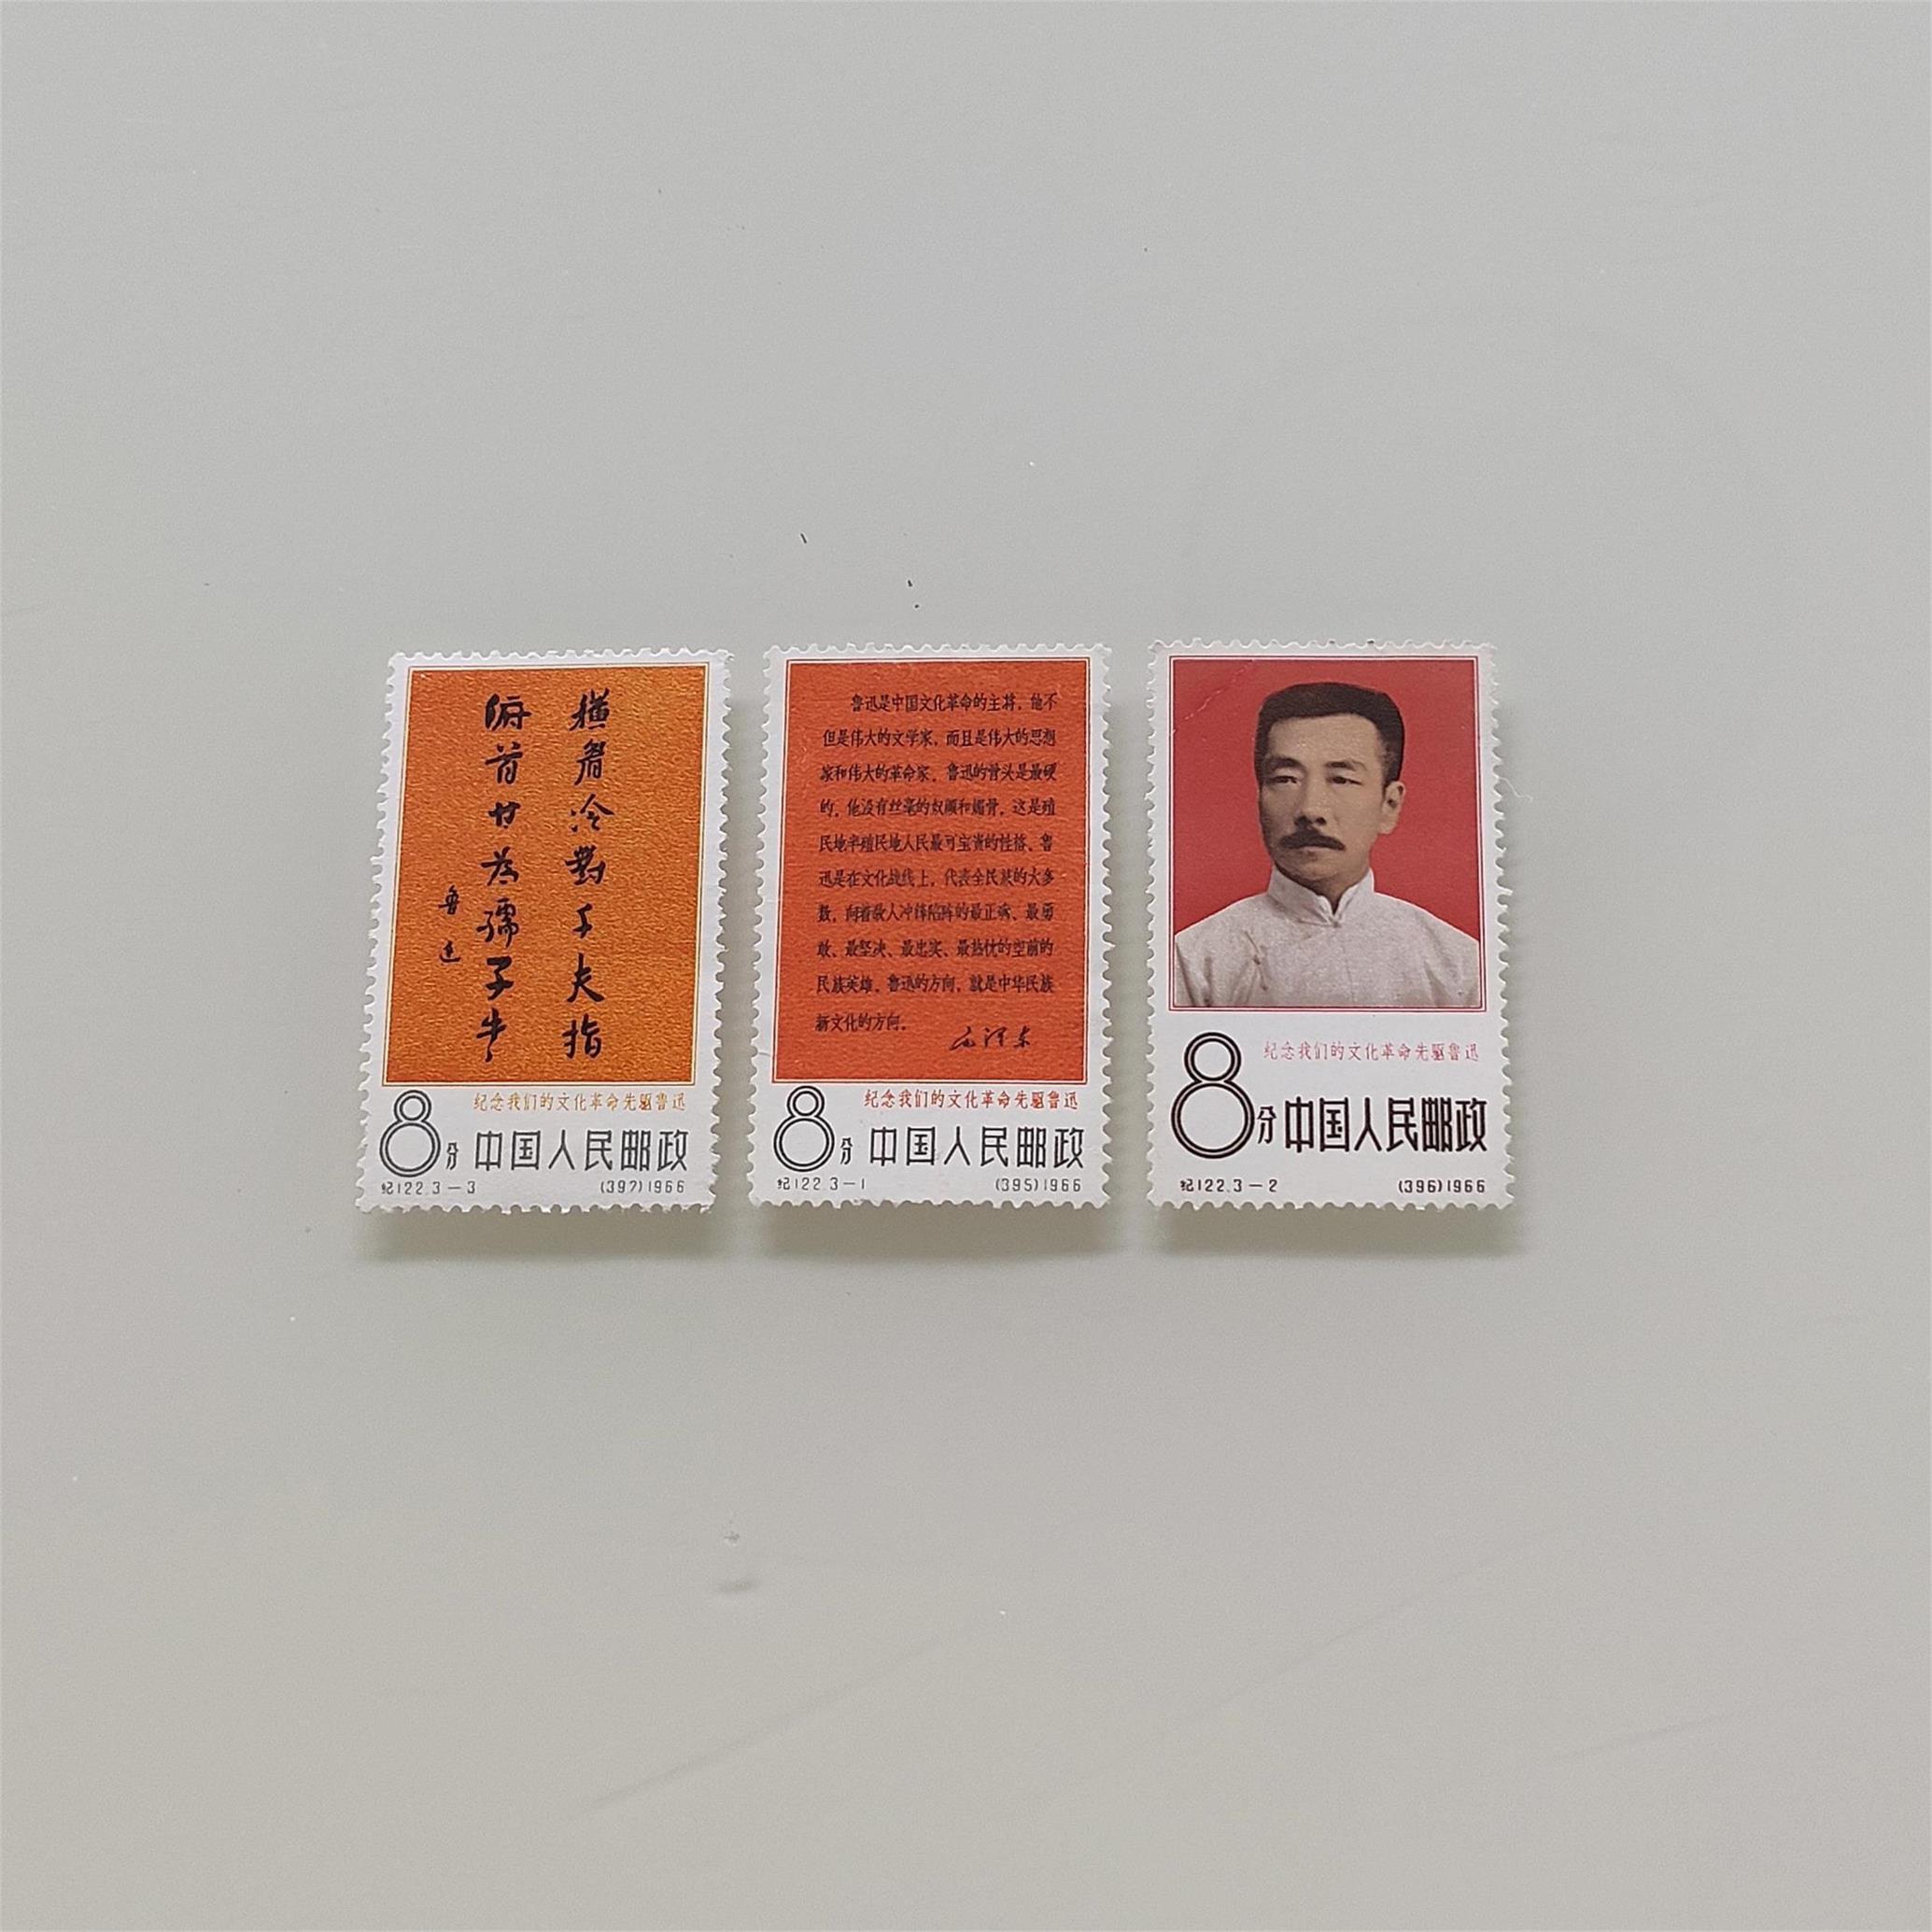 横眉冷對千夫指
俯首甘为孺子牛
鲁迅
8分
纪念我们的文化革命先驱鲁迅
中国人民邮政
纪122.3－3
(397)1966
鲁迅是中国文化革命的主将，他不
但是伟大的文学家，而且是伟大的思想
家和伟大的革命家。鲁迅的骨头是最硬
的，他没有丝毫的奴颜和媚骨，这是殖
民地半殖民地人民最可宝贵的性格。鲁
迅是在文化战线上，代表全民族的大多
数，向着敌人冲锋陷阵的最正确、最勇
敢、最坚决、最忠实、最热忱的空前的
民族英雄。鲁迅的方向，就是中华民族
新文化的方向。
毛泽东
8分
纪念我们的文化革命先驱鲁迅
中国人民邮政
纪122.3－1
(395)1966
8分
纪念我们的文化革命先驱鲁迅
中国人民邮政
纪122.3－2
(396)1966